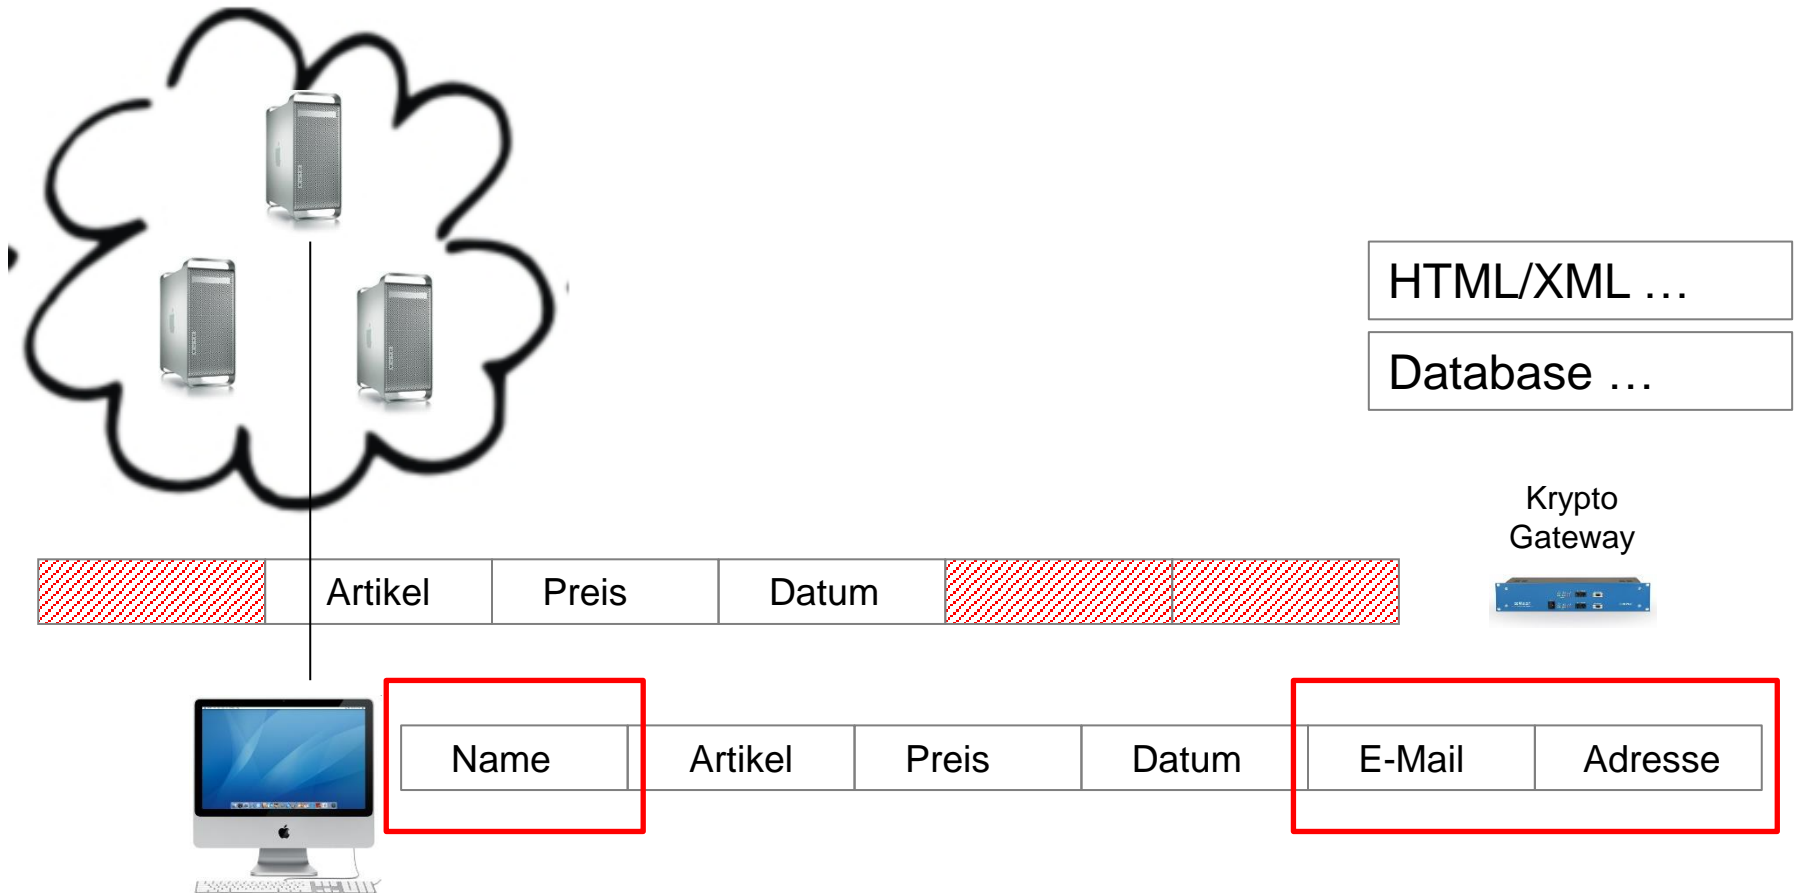 HTML/XML …
Database …
Krypto
Gateway
Artikel Preis Datum
Name Artikel Preis Datum E-Mail Adresse